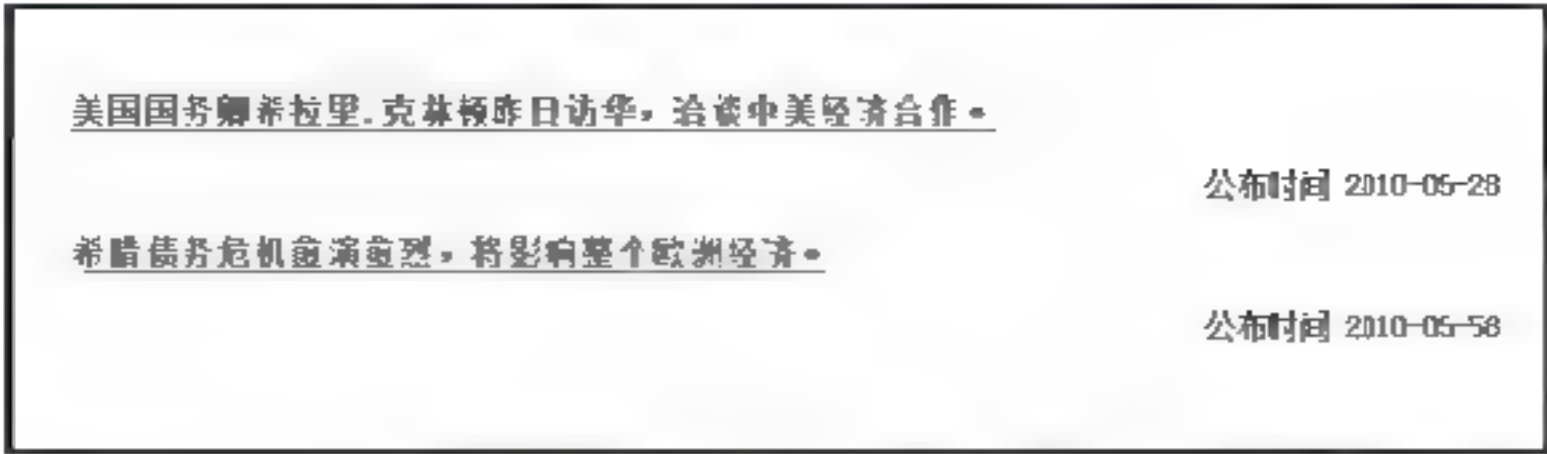 美国国务卿希拉里.克林顿昨日访华，洽谈中美经济合作。
公布时间 2010-05-28
希腊债务危机愈演愈烈，将影响整个欧洲经济。
公布时间 2010-05-58